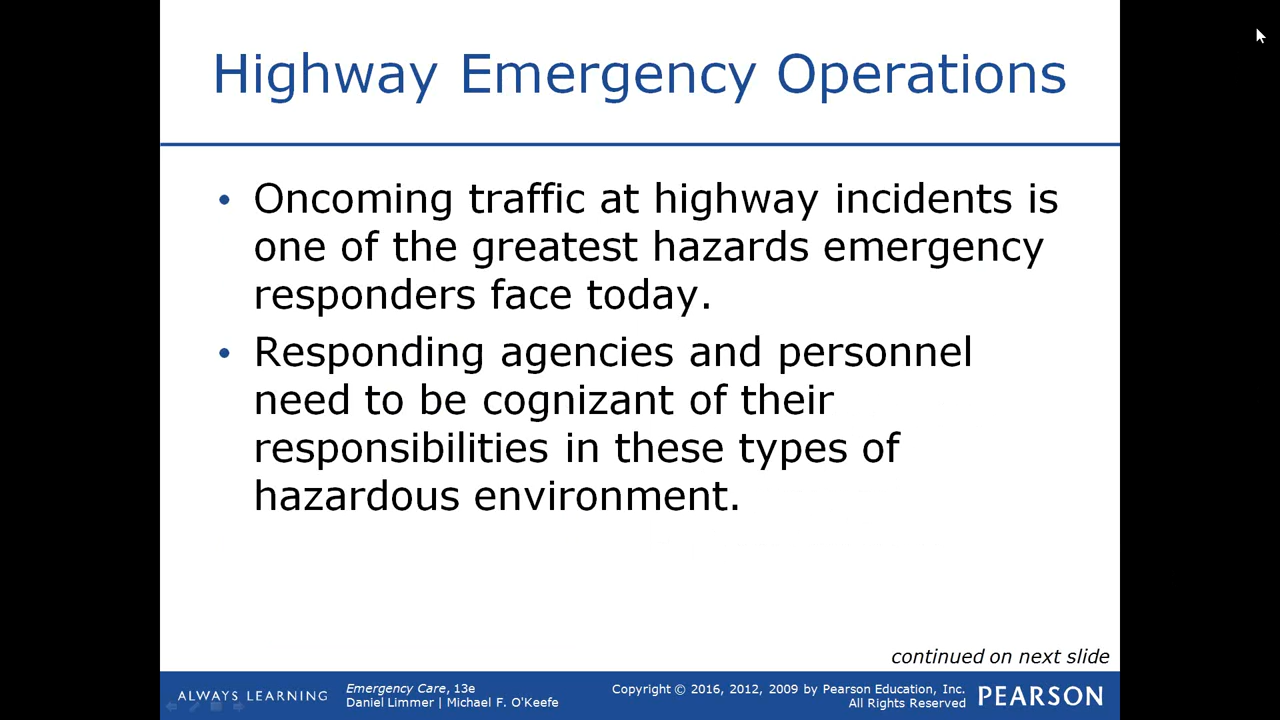 Highway Emergency Operations
• Oncoming traffic at highway incidents is
one of the greatest hazards emergency
responders face today.
• Responding agencies and personnel
need to be cognizant of their
responsibilities in these types of
hazardous environment.
continued on next slide
ALWAYS LEARNING
Emergency Care, 13e
Daniel Limmer | Michael F. O'Keefe
Copyright © 2016, 2012, 2009 by Pearson Education, Inc.
All Rights Reserved
PEARSON